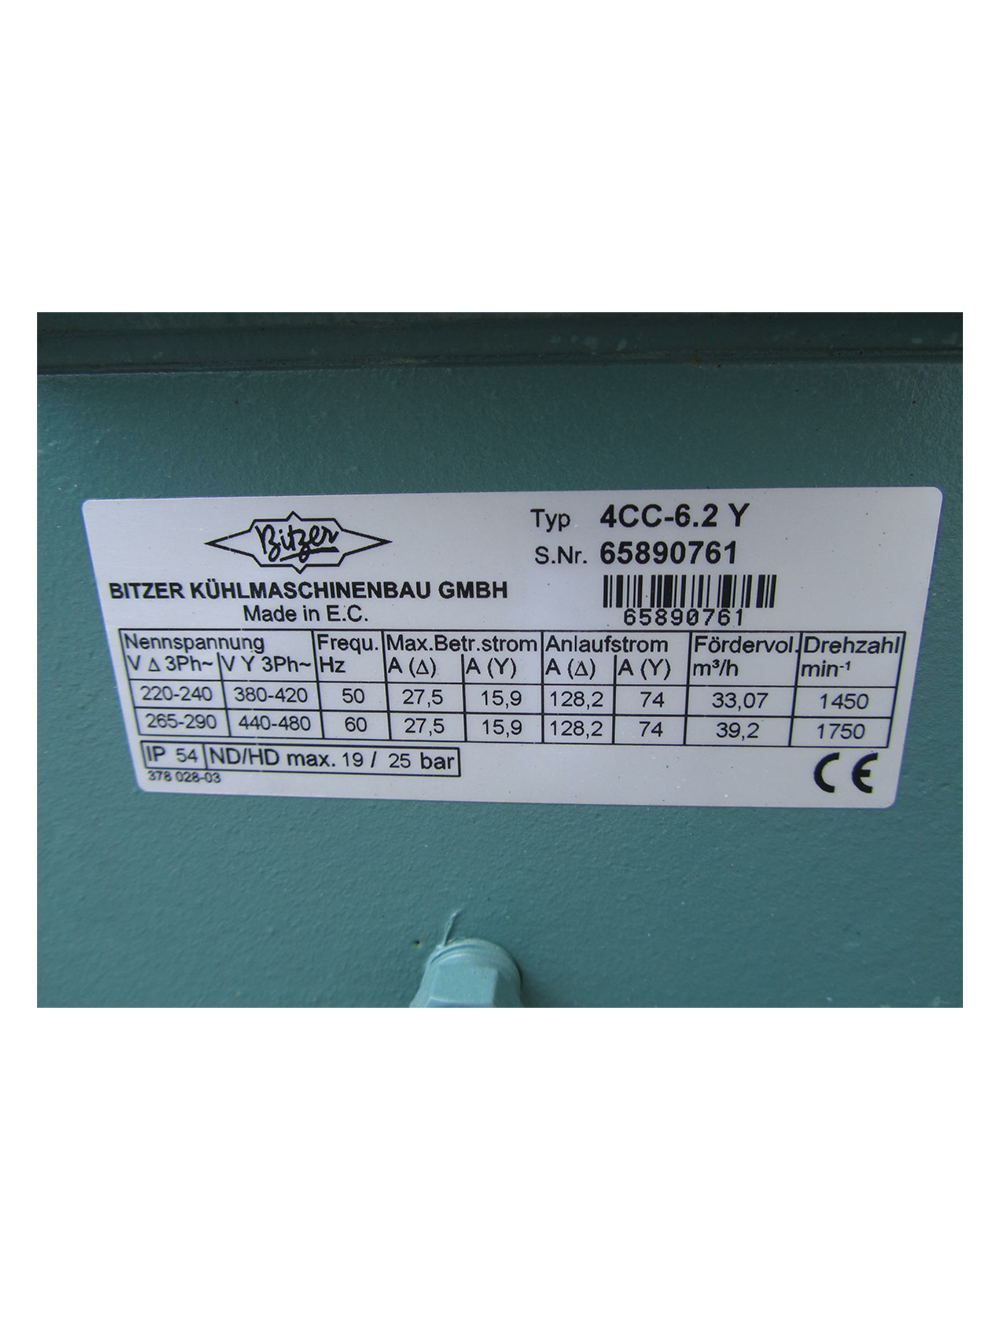 Bitzer
BITZER KÜHLMASCHINENBAU GMBH
Made in E.C.
Typ 4CC-6.2 Y
S.Nr. 65890761
65890761
Nennspannung Frequ. Max.Betr.strom Anlaufstrom Fördervol. Drehzahl
V Δ 3Ph~ V Y 3Ph~ Hz A (Δ) A (Y) A (Δ) A (Y) m³/h min-¹
220-240 380-420 50 27,5 15,9 128,2 74 33,07 1450
265-290 440-480 60 27,5 15,9 128,2 74 39,2 1750
IP 54 ND/HD max. 19 / 25 bar
378 028-03
CE